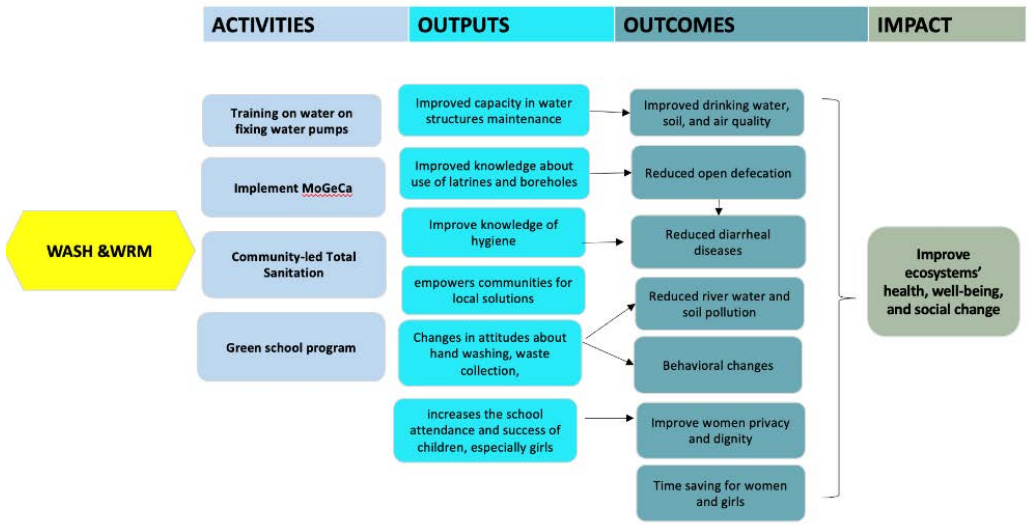 ACTIVITIES
OUTPUTS
OUTCOMES
IMPACT
WASH &WRM
Training on water on
fixing water pumps
Implement MoGeCa
Community-led Total
Sanitation
Green school program
Improved capacity in water
structures maintenance
Improved knowledge about
use of latrines and boreholes
Improve knowledge of
hygiene
empowers communities for
local solutions
Changes in attitudes about
hand washing, waste
collection,
increases the school
attendance and success of
children, especially girls
Improved drinking water,
soil, and air quality
Reduced open defecation
Reduced diarrheal
diseases
Reduced river water and
soil pollution
Behavioral changes
Improve women privacy
and dignity
Time saving for women
and girls
Improve
ecosystems’
health, well-being,
and social change